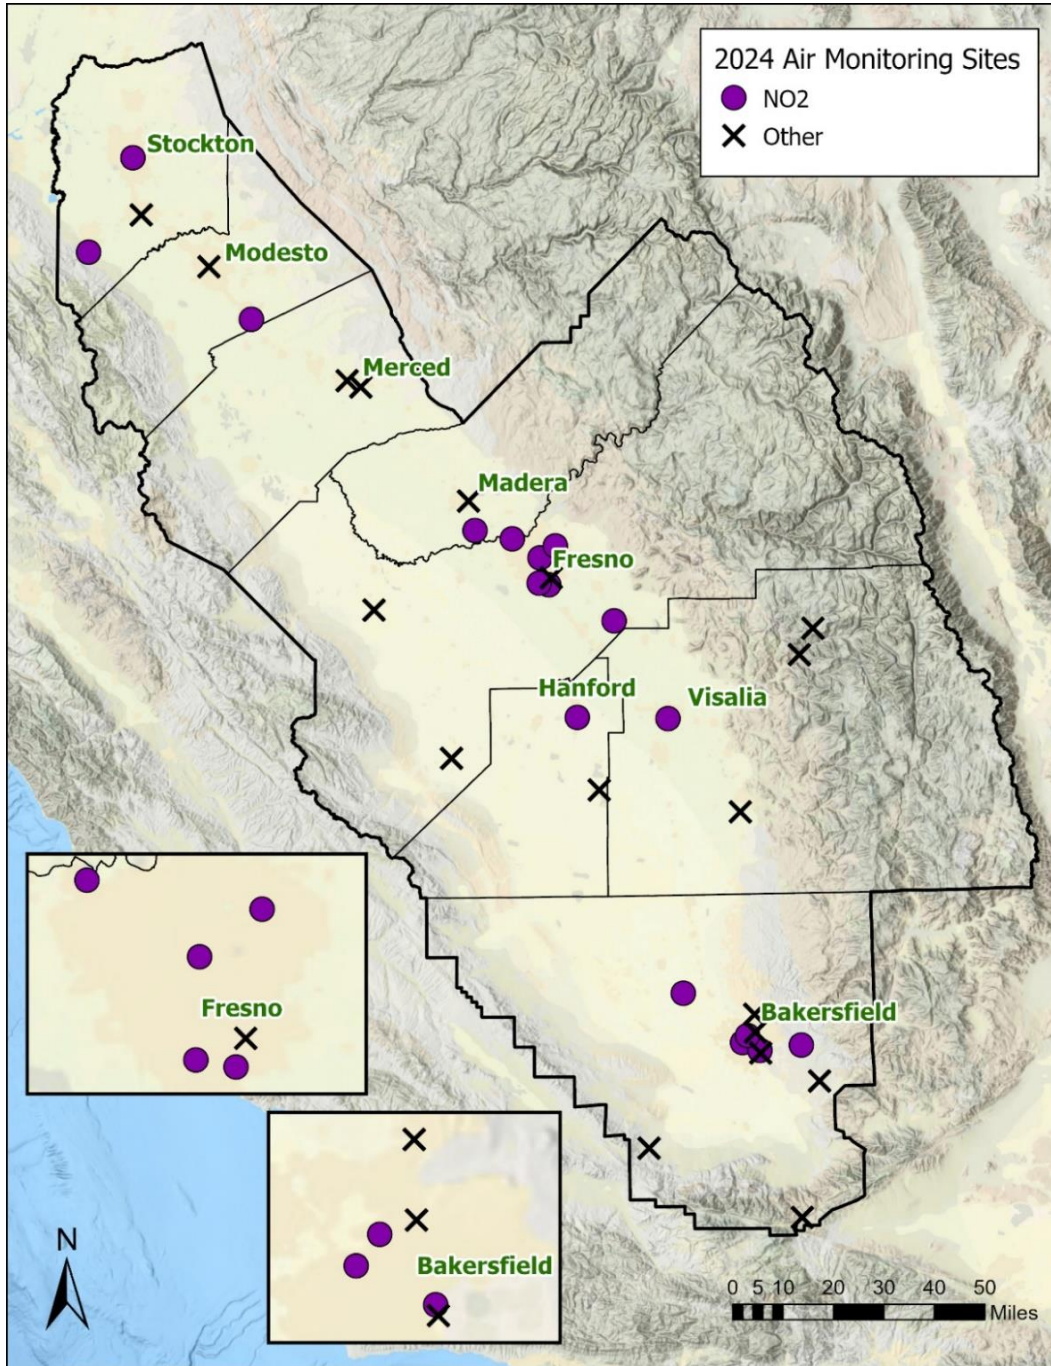 2024 Air Monitoring Sites
NO2
Other
Stockton
Modesto
Merced
Madera
Fresno
Hanford
Visalia
Fresno
Bakersfield
Bakersfield
N
0 5 10 20 30 40 50
Miles